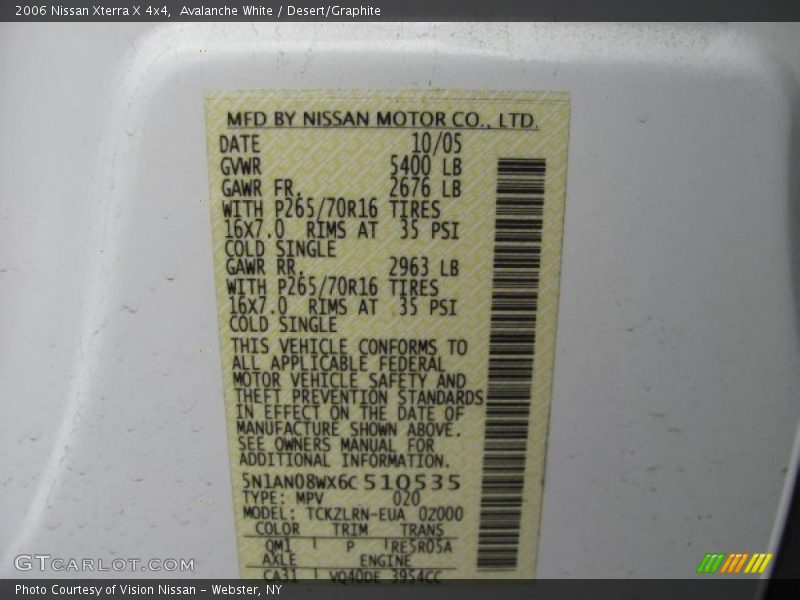 2006 Nissan Xterra X 4x4, Avalanche White / Desert/Graphite
MFD BY NISSAN MOTOR CO., LTD.
DATE 10/05
GVWR 5400 LB
GAWR FR. 2676 LB
WITH P265/70R16 TIRES
16X7.0 RIMS AT 35 PSI
COLD SINGLE
GAWR RR. 2963 LB
WITH P265/70R16 TIRES
16X7.0 RIMS AT 35 PSI
COLD SINGLE
THIS VEHICLE CONFORMS TO
ALL APPLICABLE FEDERAL
MOTOR VEHICLE SAFETY AND
THEFT PREVENTION STANDARDS
IN EFFECT ON THE DATE OF
MANUFACTURE SHOWN ABOVE.
SEE OWNERS MANUAL FOR
ADDITIONAL INFORMATION.
5N1AN08WX6C510535
TYPE: MPV 020
MODEL: TCKZLRN-EUA 02000
COLOR TRIM TRANS
QM1 P RE5R05A
AXLE ENGINE
CA31 VQ40DE 3954CC
GTCarLot.com
Photo Courtesy of Vision Nissan - Webster, NY